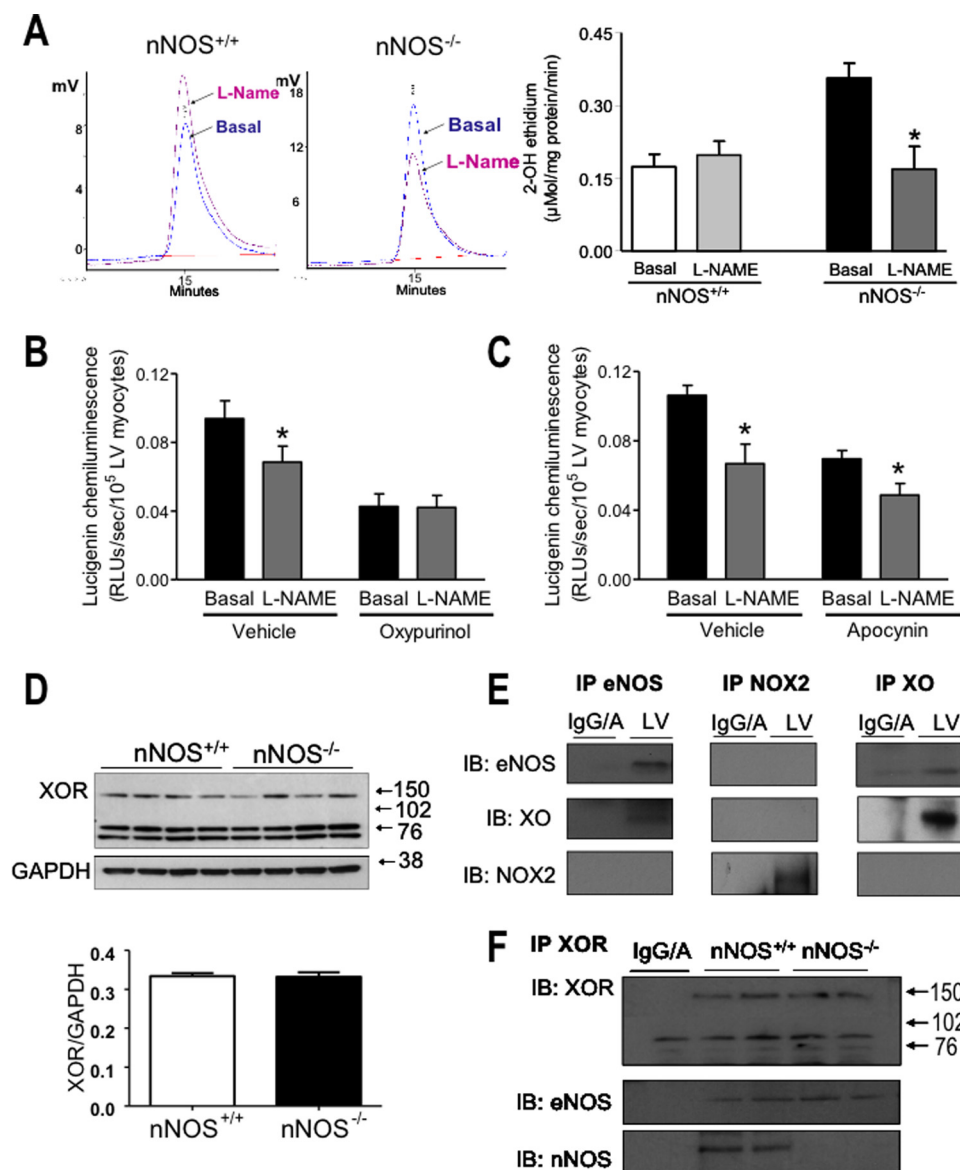 A
nNOS+/+
mV
L-Name
Basal
8
4
0
15
Minutes
nNOS-/-
mV
18
12
6
Basal
L-Name
15
Minutes
2-OH ethidium
(µMol/mg protein/min)
0.45
0.30
0.15
0.00
*
Basal L-NAME Basal L-NAME
nNOS+/+ nNOS-/-
B
Lucigenin chemiluminescence
(RLUs/sec/10^5 LV myocytes)
0.12
0.08
0.04
0.00
*
Basal L-NAME Basal L-NAME
Vehicle Oxypurinol
C
Lucigenin chemiluminescence
(RLUs/sec/10^5 LV myocytes)
0.12
0.08
0.04
0.00
*
*
Basal L-NAME Basal L-NAME
Vehicle Apocynin
D
nNOS+/+ nNOS-/-
XOR
150
102
76
GAPDH
38
XOR/GAPDH
0.4
0.3
0.2
0.1
0.0
nNOS+/+ nNOS-/-
E
IP eNOS IP NOX2 IP XO
IgG/A LV IgG/A LV IgG/A LV
IB: eNOS
IB: XO
IB: NOX2
F
IP XOR
IgG/A nNOS+/+ nNOS-/-
IB: XOR
150
102
76
IB: eNOS
IB: nNOS